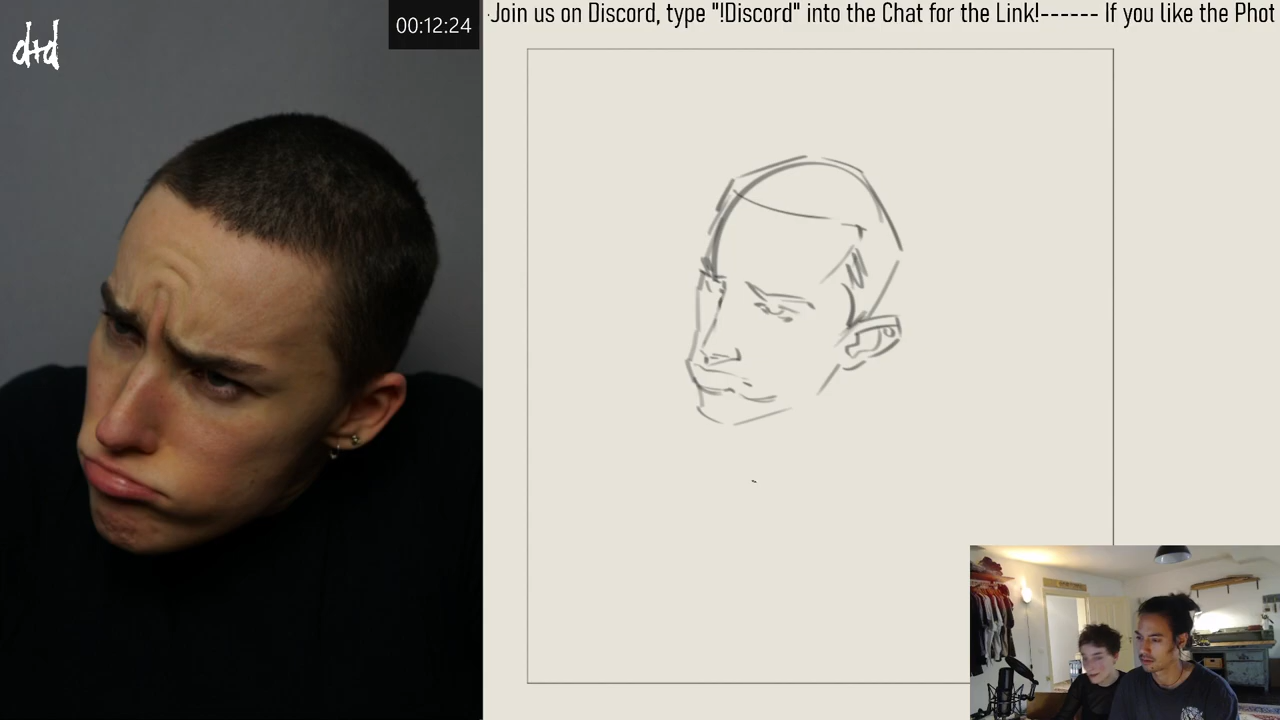 d+d
00:12:24
·Join us on Discord, type "!Discord" into the Chat for the Link!------ If you like the Phot